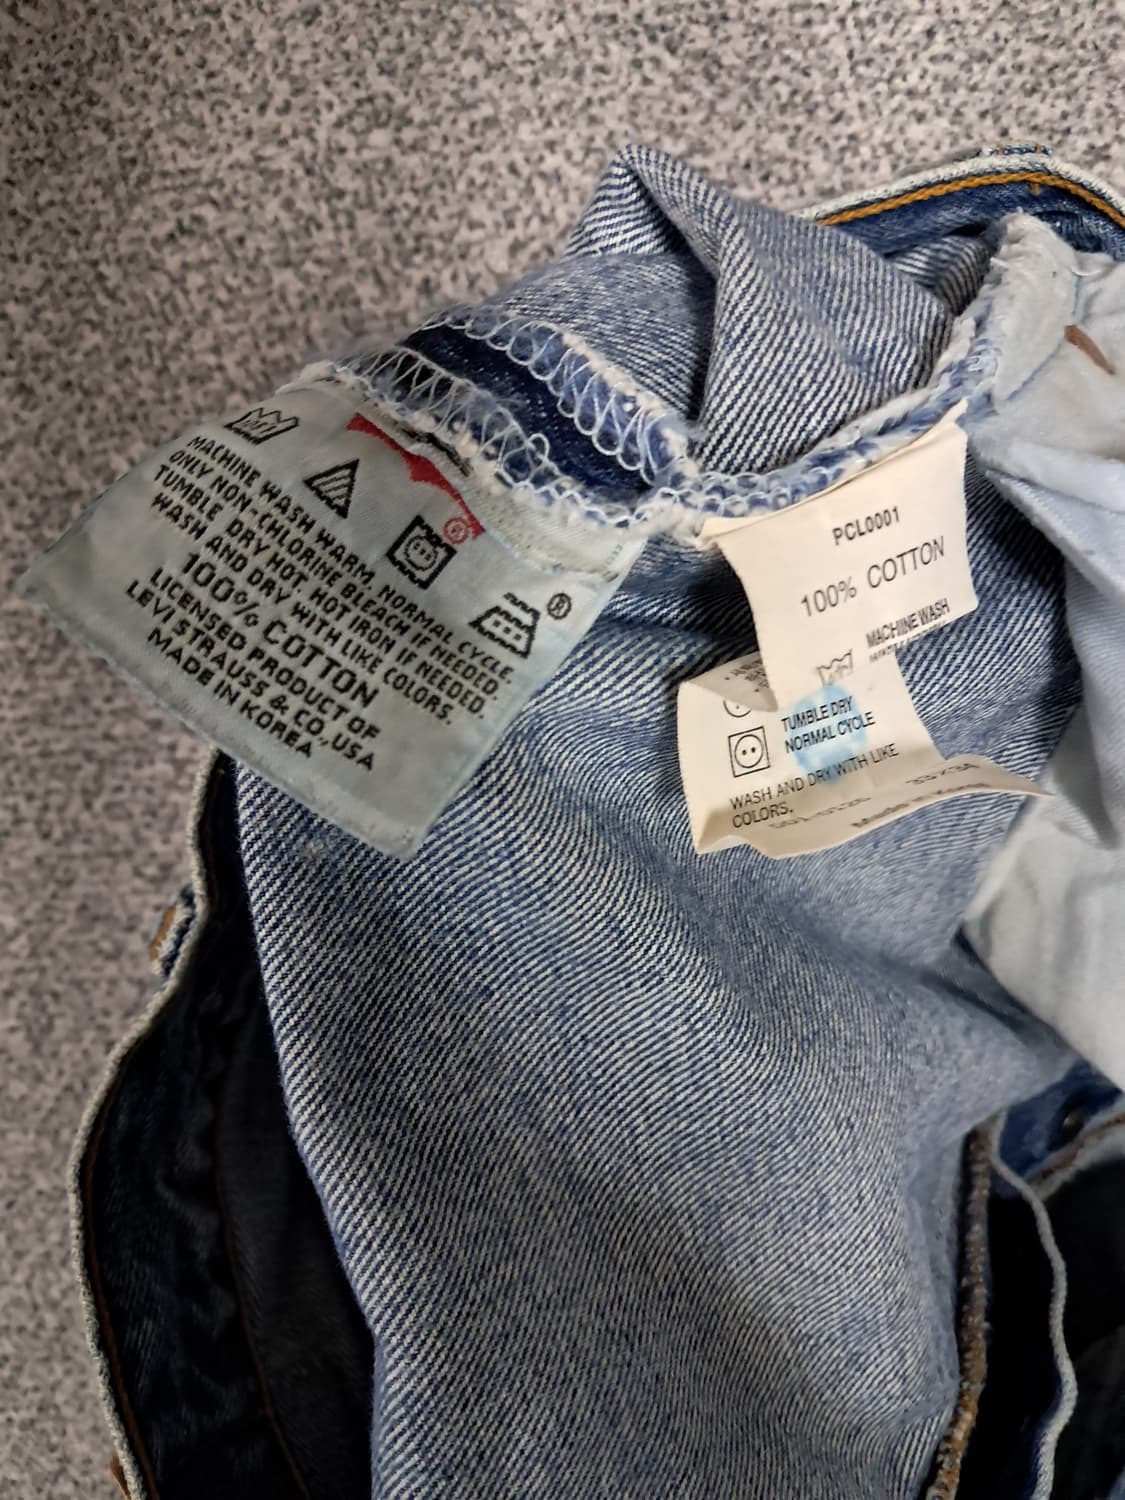 MACHINE WASH WARM, NORMAL CYCLE.
ONLY NON-CHLORINE BLEACH IF NEEDED.
TUMBLE DRY HOT. HOT IRON IF NEEDED.
WASH AND DRY WITH LIKE COLORS.
100% COTTON
LICENSED PRODUCT OF
LEVI STRAUSS & CO., USA
MADE IN KOREA
®
PCL0001
100% COTTON
MACHINE WASH
TUMBLE DRY
NORMAL CYCLE
WASH AND DRY WITH LIKE
COLORS.
Made in